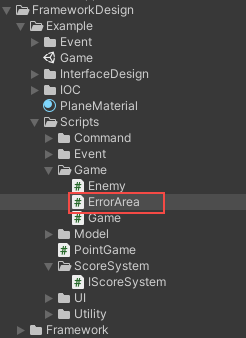 FrameworkDesign
Example
Event
Game
InterfaceDesign
IOC
PlaneMaterial
Scripts
Command
Event
Game
Enemy
ErrorArea
Game
Model
PointGame
ScoreSystem
IScoreSystem
UI
Utility
Framework